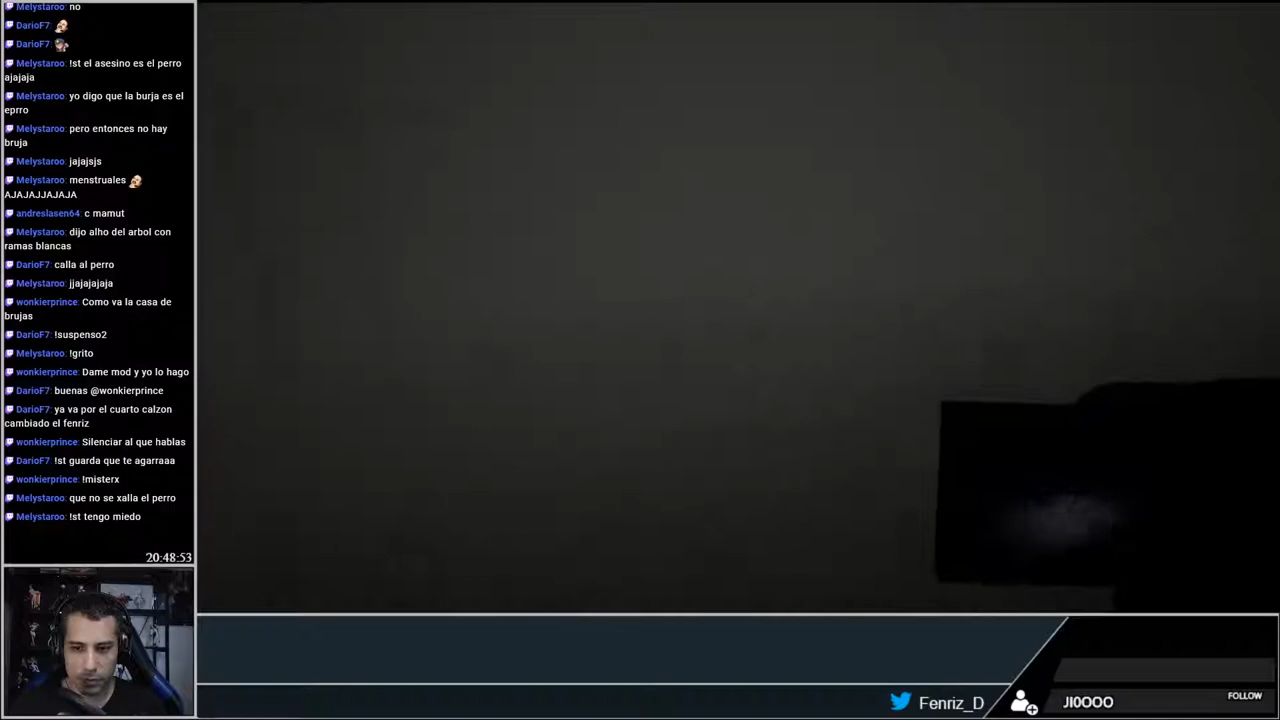 Melystaroo: no
DarioF7:
DarioF7:
Melystaroo: !st el asesino es el perro
ajajaja
Melystaroo: yo digo que la burja es el
eprro
Melystaroo: pero entonces no hay
bruja
Melystaroo: jajajsjs
Melystaroo: menstruales
AJAJAJJAJAJA
andreslasen64: c mamut
Melystaroo: dijo alho del arbol con
ramas blancas
DarioF7: calla al perro
Melystaroo: jjajajajaja
wonkierprince: Como va la casa de
brujas
DarioF7: !suspenso2
Melystaroo: !grito
wonkierprince: Dame mod y yo lo hago
DarioF7: buenas @wonkierprince
DarioF7: ya va por el cuarto calzon
cambiado el fenriz
wonkierprince: Silenciar al que hablas
DarioF7: !st guarda que te agarraaa
wonkierprince: !misterx
Melystaroo: que no se xalla el perro
Melystaroo: !st tengo miedo
20:48:53
Fenriz_D
JI0OOO
FOLLOW